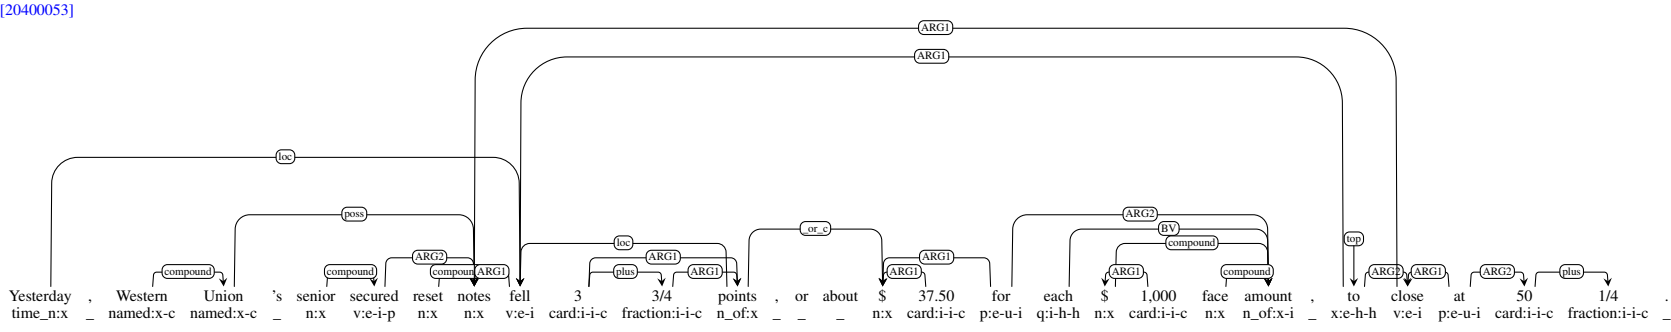 [20400053]
ARG1
ARG1
loc
poss ARG2
_or_c BV
loc compound top
ARG2 ARG1 ARG1
compound compound compoun ARG1 plus ARG1 ARG1 ARG1 compound ARG2 ARG1 ARG2 plus
Yesterday , Western Union 's senior secured reset notes fell 3 3/4 points , or about $ 37.50 for each $ 1,000 face amount , to close at 50 1/4 .
time_n:x _ named:x-c named:x-c _ n:x v:e-i-p n:x n:x v:e-i card:i-i-c fraction:i-i-c n_of:x _ _ _ n:x card:i-i-c p:e-u-i q:i-h-h n:x card:i-i-c n:x n_of:x-i _ x:e-h-h v:e-i p:e-u-i card:i-i-c fraction:i-i-c _